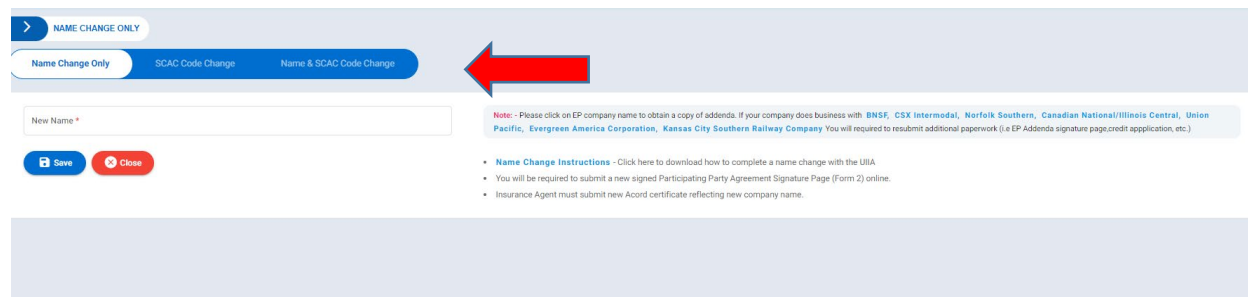 NAME CHANGE ONLY
Name Change Only SCAC Code Change Name & SCAC Code Change
New Name *
Save Close
Note: - Please click on EP company name to obtain a copy of addenda. If your company does business with BNSF, CSX Intermodal, Norfolk Southern, Canadian National/Illinois Central, Union
Pacific, Evergreen America Corporation, Kansas City Southern Railway Company You will required to resubmit additional paperwork (i.e EP Addenda signature page,credit appplication, etc.)
Name Change Instructions - Click here to download how to complete a name change with the UIIA
You will be required to submit a new signed Participating Party Agreement Signature Page (Form 2) online.
Insurance Agent must submit new Acord certificate reflecting new company name.